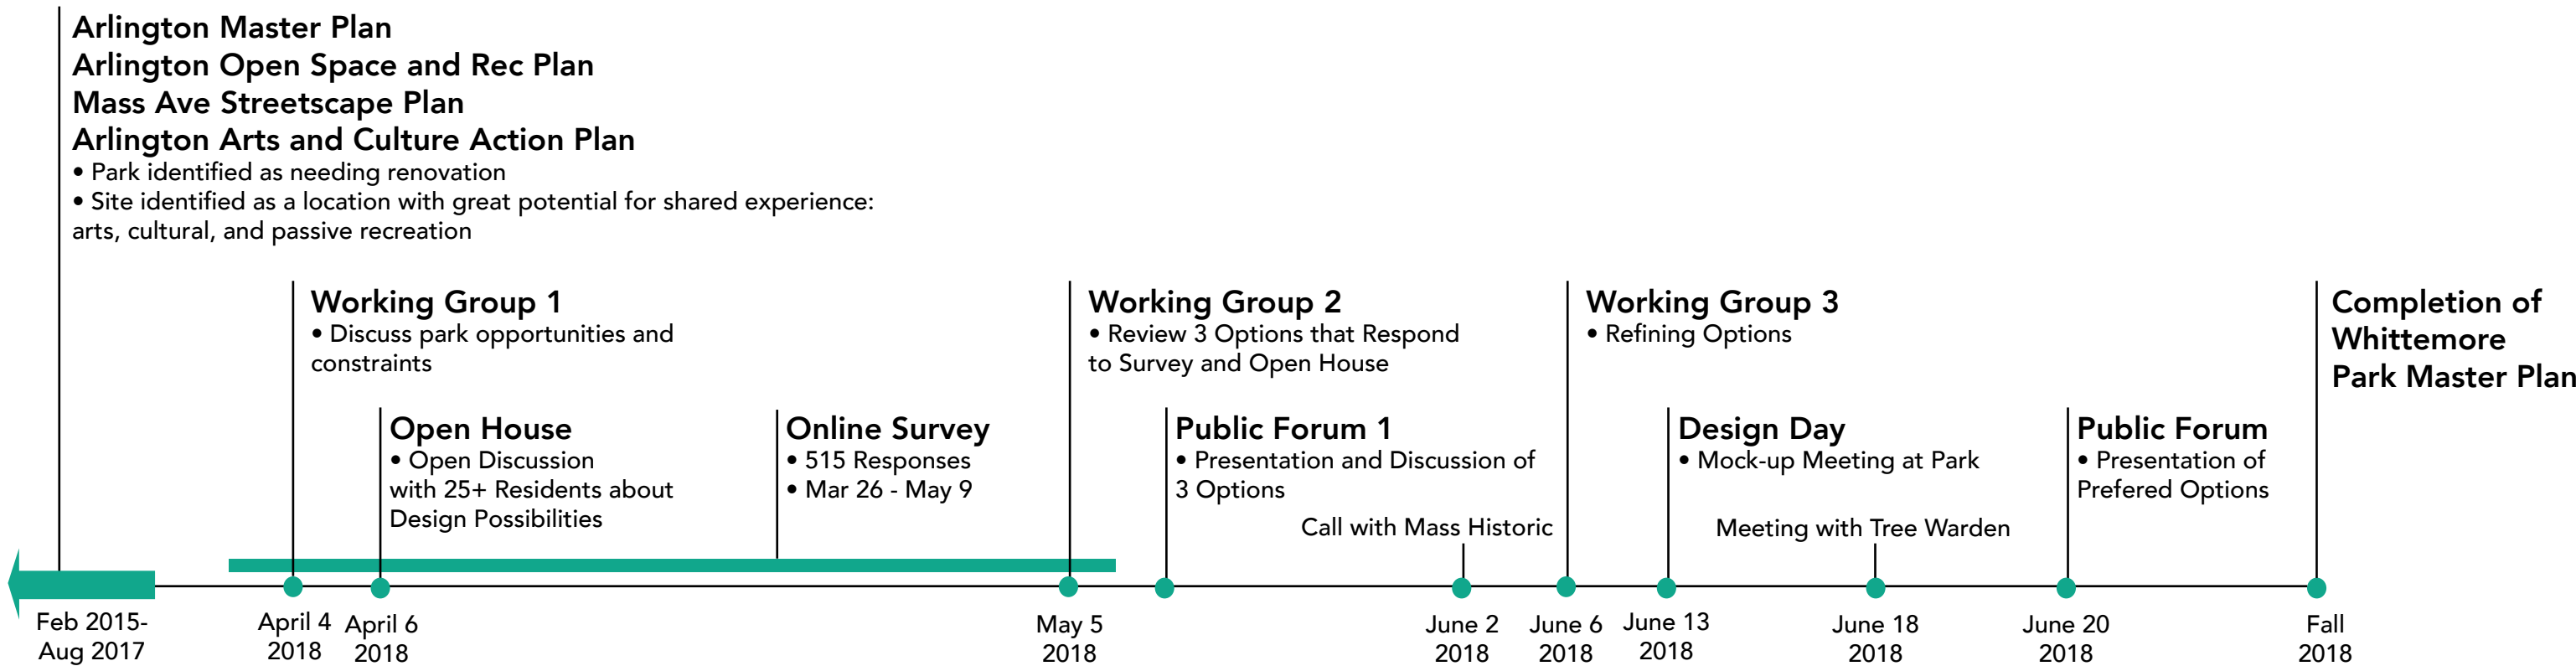 Arlington Master Plan
Arlington Open Space and Rec Plan
Mass Ave Streetscape Plan
Arlington Arts and Culture Action Plan
• Park identified as needing renovation
• Site identified as a location with great potential for shared experience:
arts, cultural, and passive recreation
Working Group 1
• Discuss park opportunities and
constraints
Working Group 2
• Review 3 Options that Respond
to Survey and Open House
Working Group 3
• Refining Options
Completion of
Whittemore
Park Master Plan
Open House
• Open Discussion
with 25+ Residents about
Design Possibilities
Online Survey
• 515 Responses
• Mar 26 - May 9
Public Forum 1
• Presentation and Discussion of
3 Options
Call with Mass Historic
Design Day
• Mock-up Meeting at Park
Meeting with Tree Warden
Public Forum
• Presentation of
Prefered Options
Feb 2015-
Aug 2017
April 4
2018
April 6
2018
May 5
2018
June 2
2018
June 6
2018
June 13
2018
June 18
2018
June 20
2018
Fall
2018